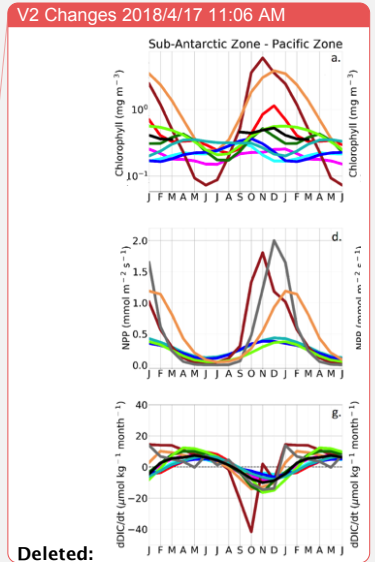 V2 Changes 2018/4/17 11:06 AM
Sub-Antarctic Zone - Pacific Zone
a.
Chlorophyll (mg m⁻³)
10⁰
10⁻¹
J F M A M J J A S O N D J F M A M J
Chlorophyll (mg m⁻³)
d.
NPP (mmol m⁻² s⁻¹)
2.0
1.5
1.0
0.5
0.0
J F M A M J J A S O N D J F M A M J
g.
dDIC/dt (μmol kg⁻¹ month⁻¹)
40
20
0
−20
−40
J F M A M J J A S O N D J F M A M J
dDIC/dt (μmol kg⁻¹ month⁻¹)
Deleted: